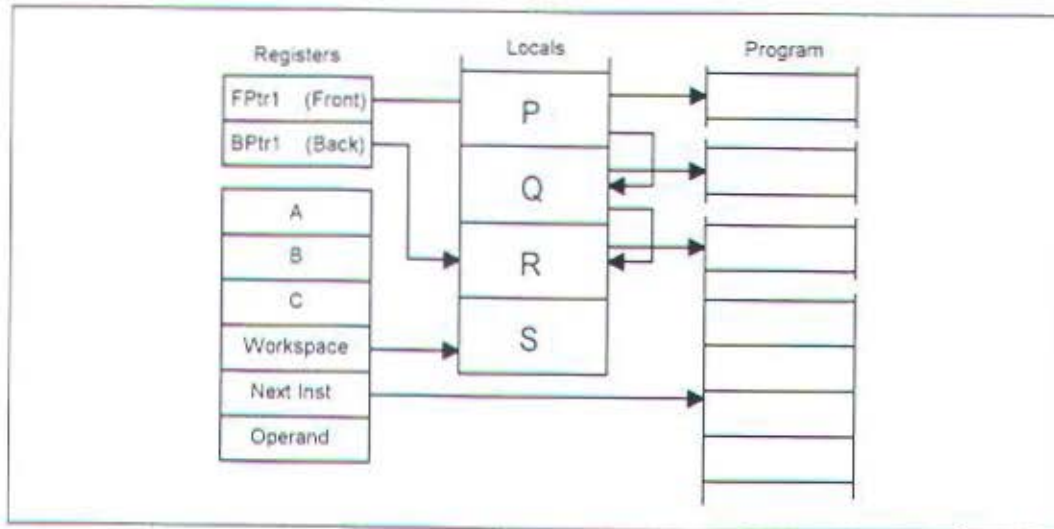 Registers
Locals
Program
FPtr1 (Front)
BPtr1 (Back)
A
B
C
Workspace
Next Inst
Operand
P
Q
R
S